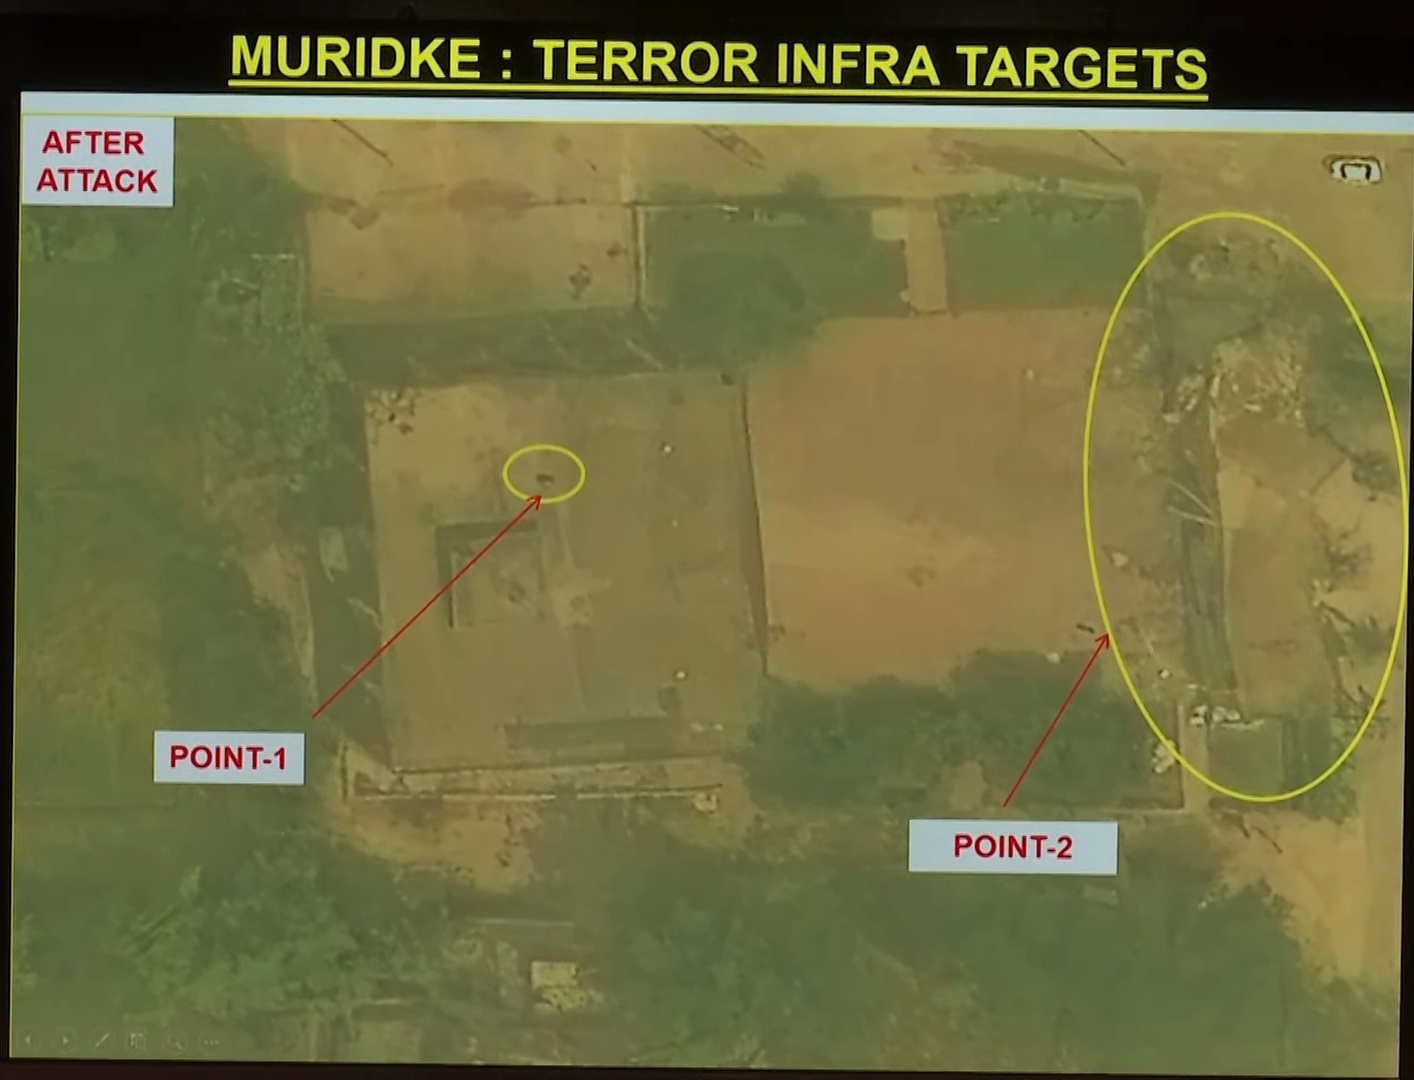 MURIDKE : TERROR INFRA TARGETS
AFTER
ATTACK
POINT-1
POINT-2